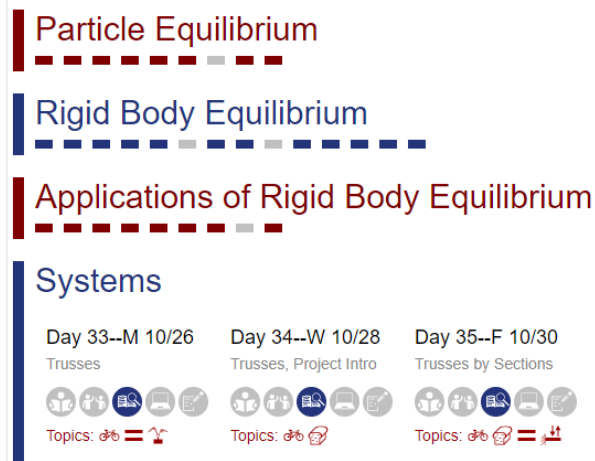 Particle Equilibrium
Rigid Body Equilibrium
Applications of Rigid Body Equilibrium
Systems
Day 33--M 10/26
Trusses
Topics:
Day 34--W 10/28
Trusses, Project Intro
Topics:
Day 35--F 10/30
Trusses by Sections
Topics: